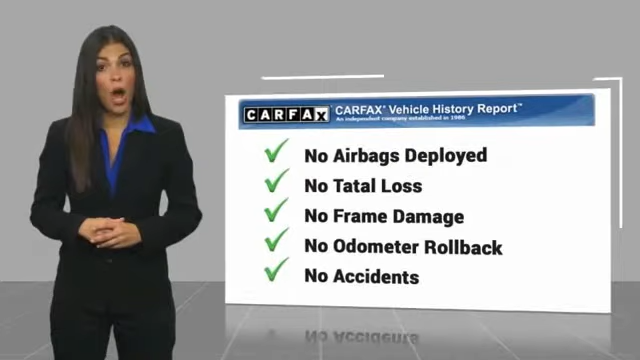 CARFAX CARFAX® Vehicle History Report™
An independent company established in 1986
No Airbags Deployed
No Tatal Loss
No Frame Damage
No Odometer Rollback
No Accidents